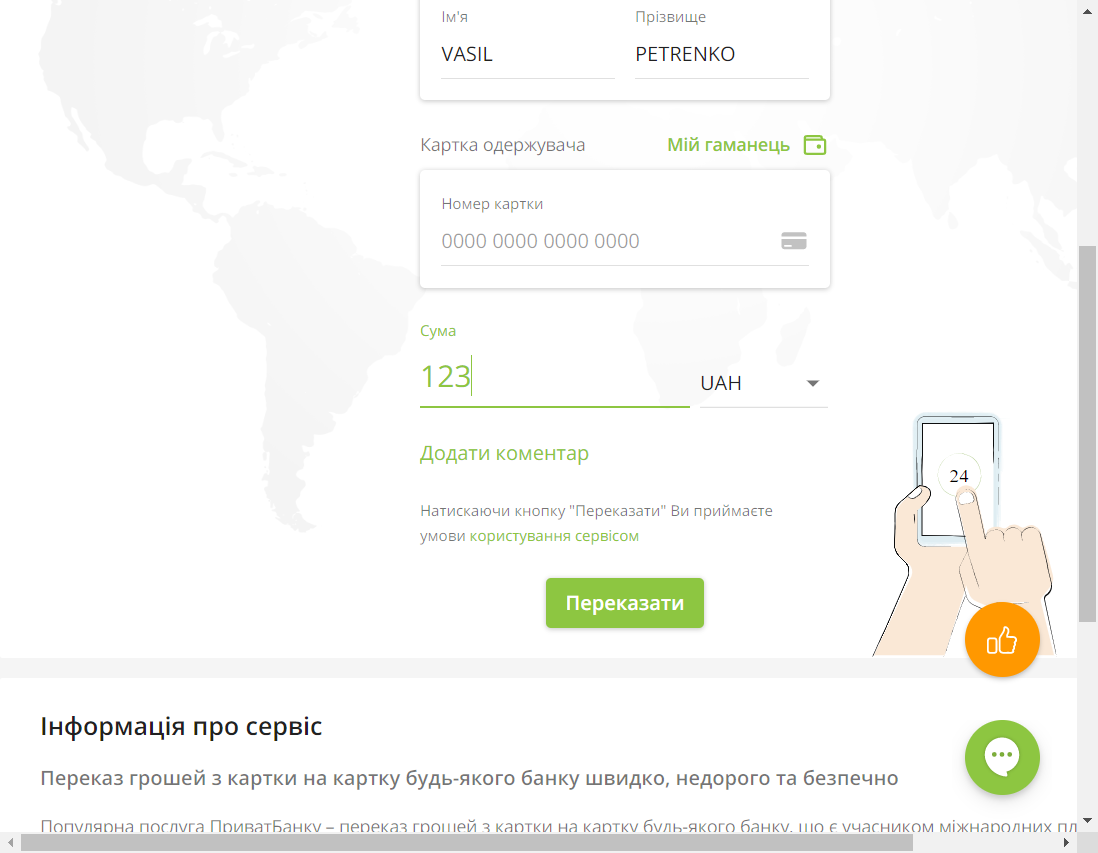 Ім'я Прізвище
VASIL PETRENKO
Картка одержувача Мій гаманець
Номер картки
0000 0000 0000 0000
Сума
123 UAH
Додати коментар
24
Натискаючи кнопку "Переказати" Ви приймаєте
умови користування сервісом
Переказати
Інформація про сервіс
Переказ грошей з картки на картку будь-якого банку швидко, недорого та безпечно
Популярна послуга ПриватБанку – переказ грошей з картки на картку будь-якого банку, що є учасником міжнародних пл